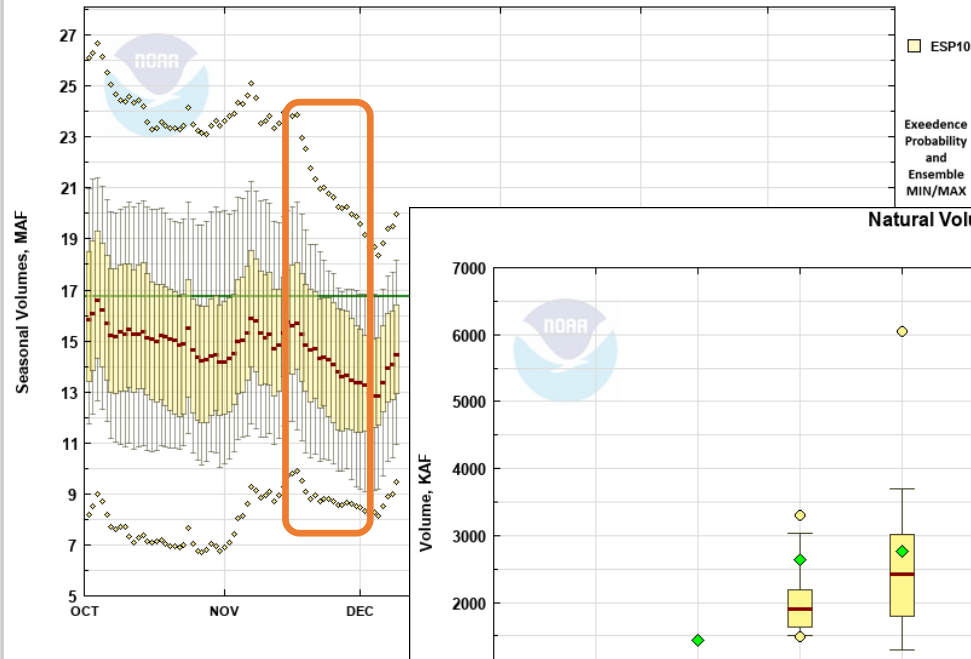 27
25
23
21
19
17
15
13
11
9
7
5
Seasonal Volumes, MAF
OCT
NOV
DEC
NOAA
ESP10
Exeedence
Probability
and
Ensemble
MIN/MAX
Natural Volu
7000
6000
5000
4000
3000
2000
Volume, KAF
NOAA